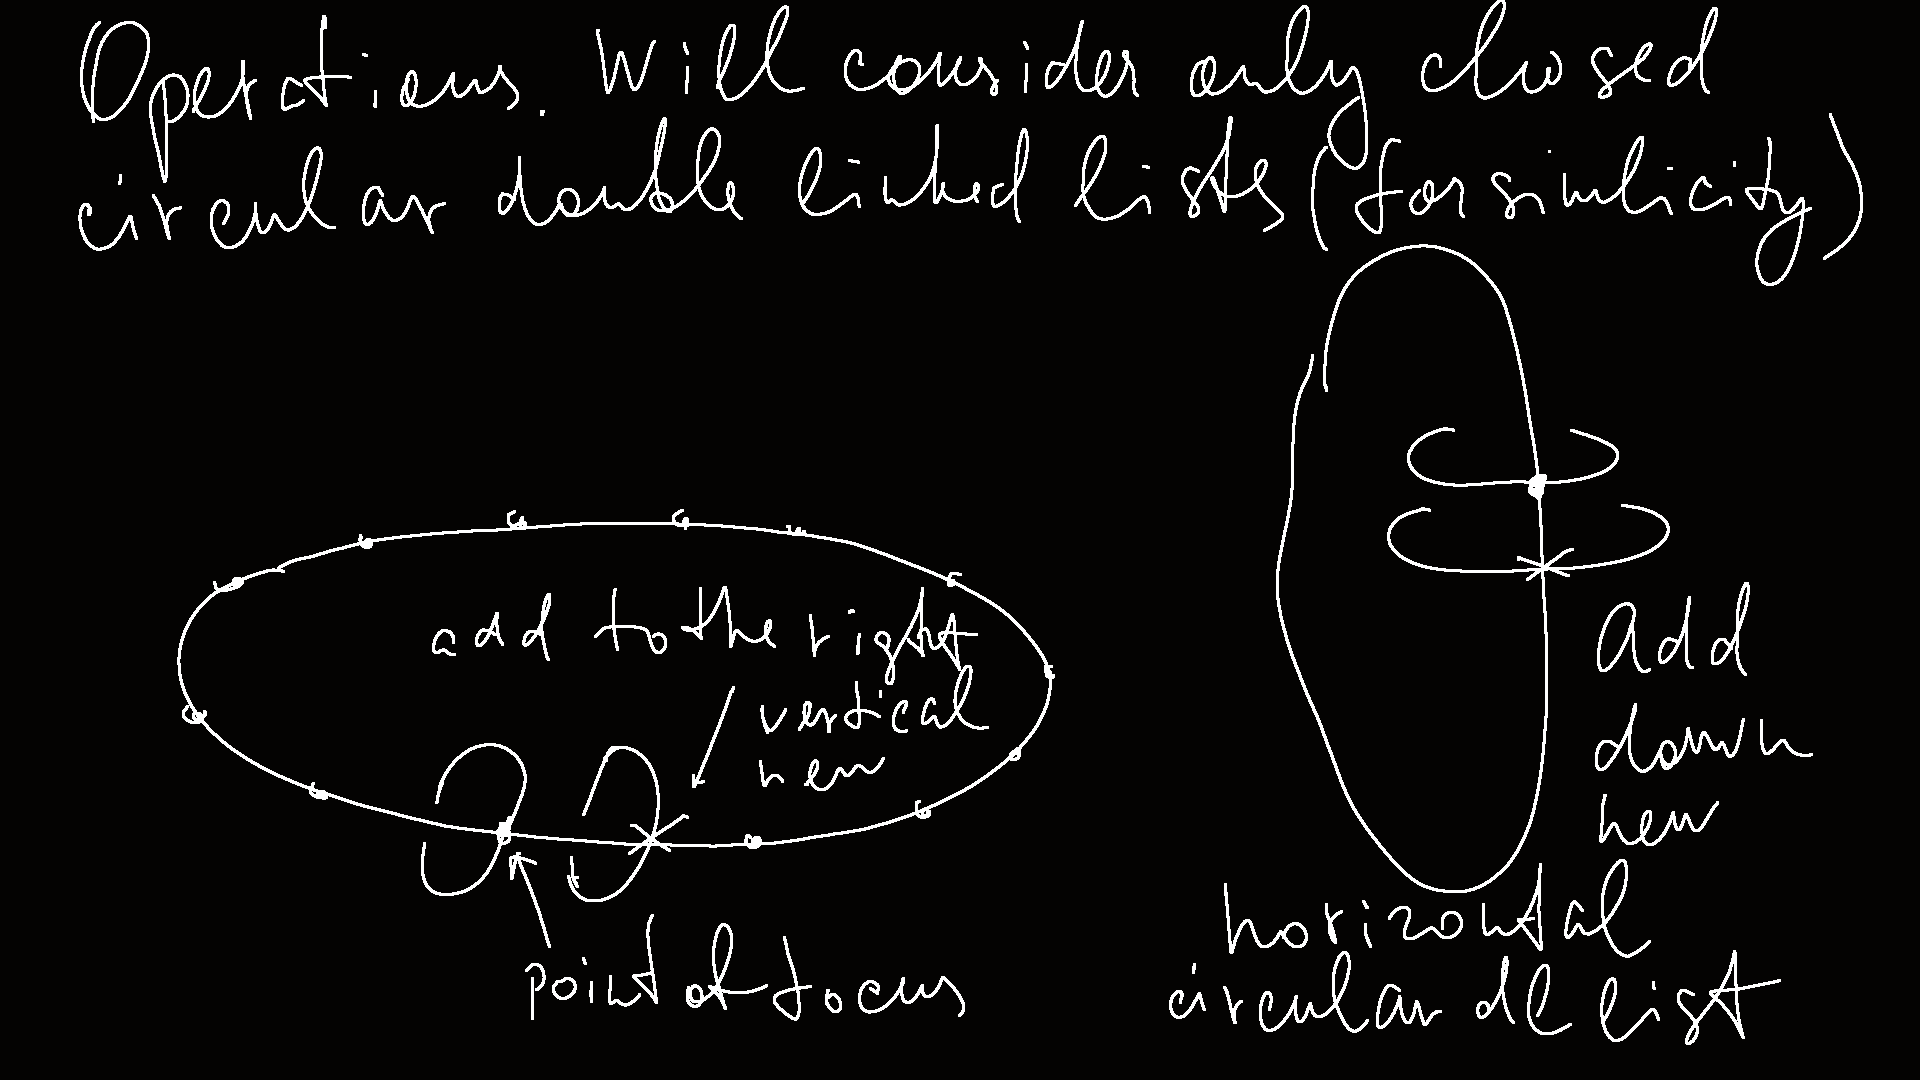 Operations. Will consider only closed
circular double linked lists (for simlicity)
add to the right
vertical
new
point of focus
Add
down
new
horizontal
circular dl list